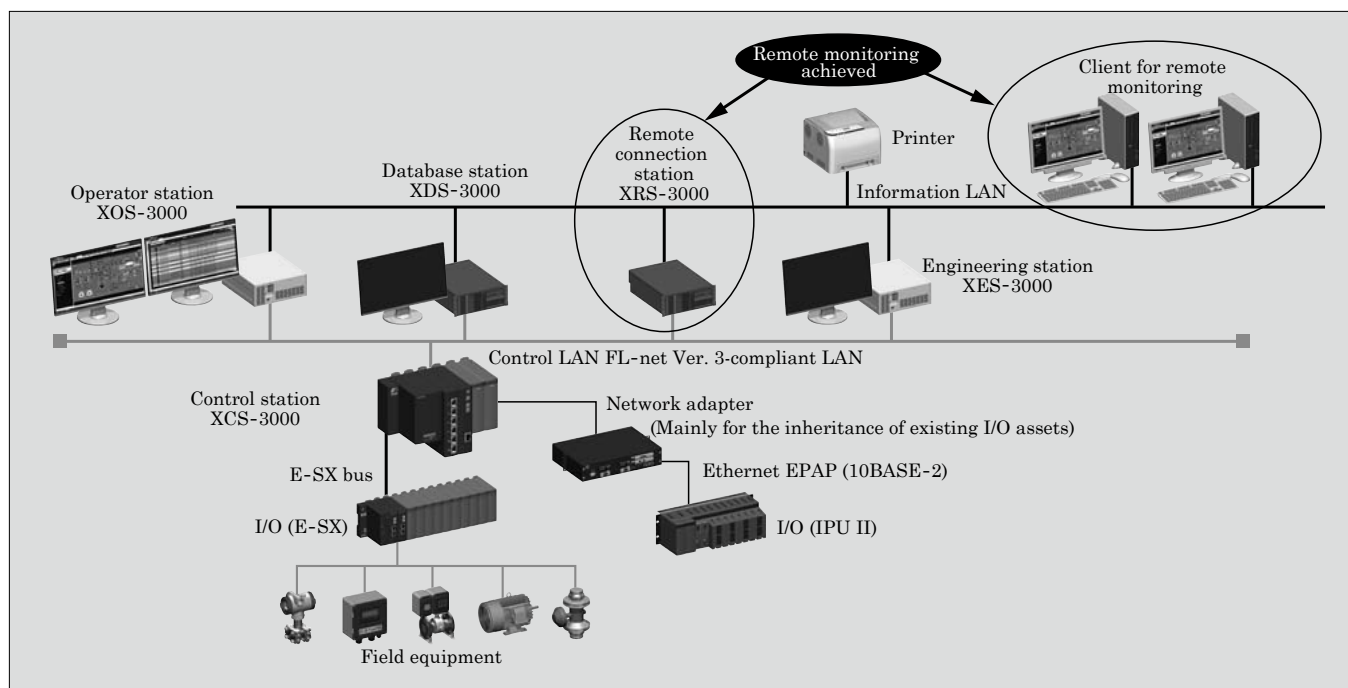 Remote monitoring
achieved
Client for remote
monitoring
Printer
Remote
connection
station
XRS-3000
Database station
XDS-3000
Operator station
XOS-3000
Information LAN
Engineering station
XES-3000
Control LAN FL-net Ver. 3-compliant LAN
Control station
XCS-3000
Network adapter
(Mainly for the inheritance of existing I/O assets)
E-SX bus
Ethernet EPAP (10BASE-2)
I/O (E-SX)
I/O (IPU II)
Field equipment